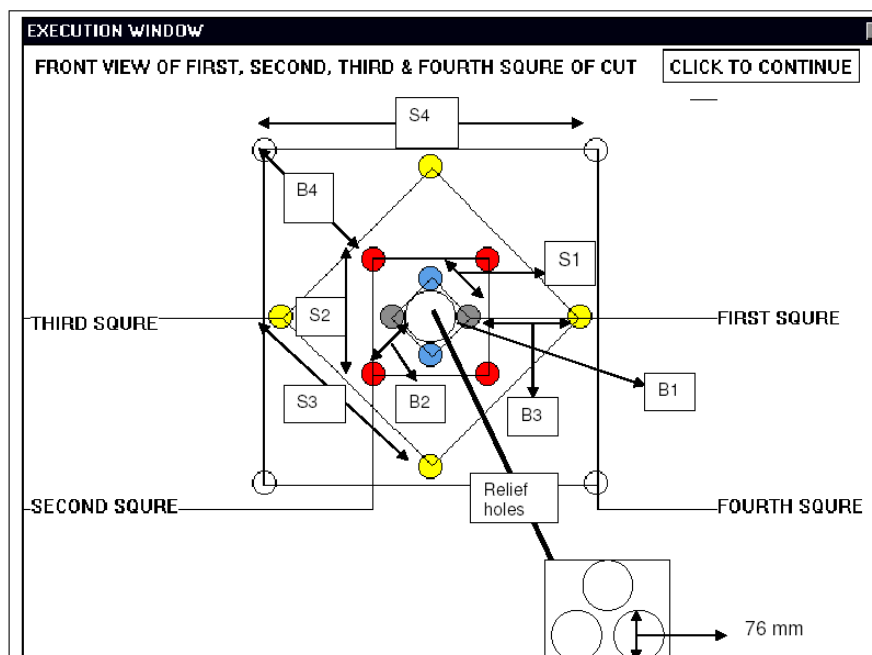 EXECUTION WINDOW
FRONT VIEW OF FIRST, SECOND, THIRD & FOURTH SQURE OF CUT
CLICK TO CONTINUE
S4
B4
S1
S2
THIRD SQURE
FIRST SQURE
S3
B2
B3
B1
Relief
holes
SECOND SQURE
FOURTH SQURE
76 mm